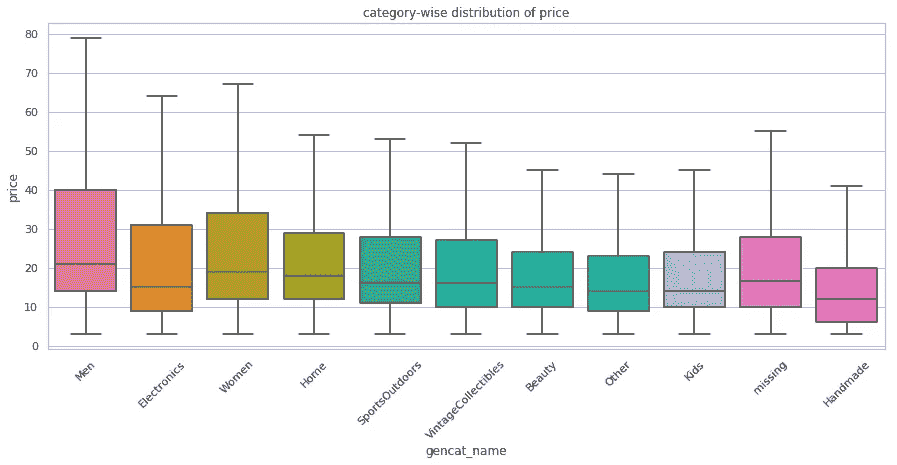 category-wise distribution of price
80
70
60
50
40
30
20
10
0
price
Men
Electronics
Women
Home
SportsOutdoors
VintageCollectibles
Beauty
Other
Kids
missing
Handmade
gencat_name